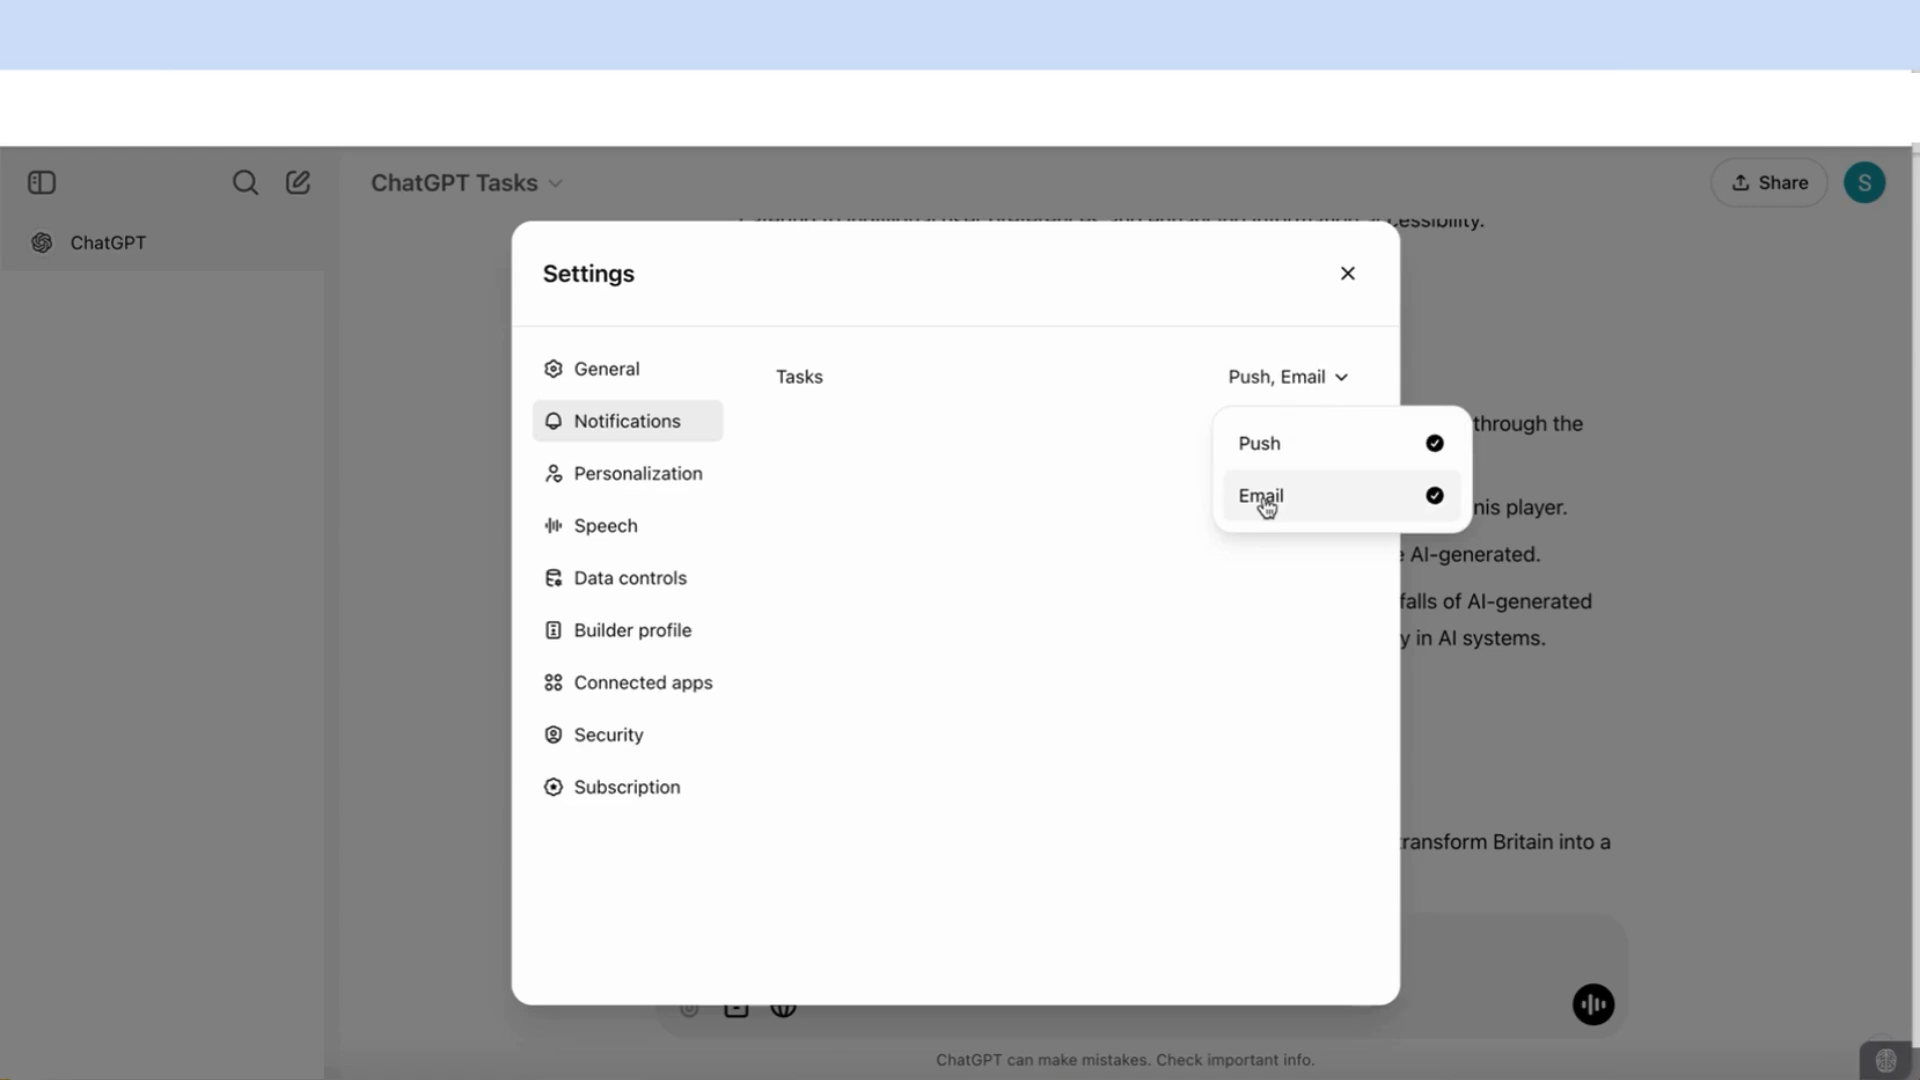 ChatGPT Tasks
Share
S
ChatGPT
cessibility.
Settings
General
Tasks
Push, Email
Notifications
through the
Push
Personalization
Email
nis player.
Speech
AI-generated.
Data controls
falls of AI-generated
Builder profile
y in AI systems.
Connected apps
Security
Subscription
transform Britain into a
ChatGPT can make mistakes. Check important info.